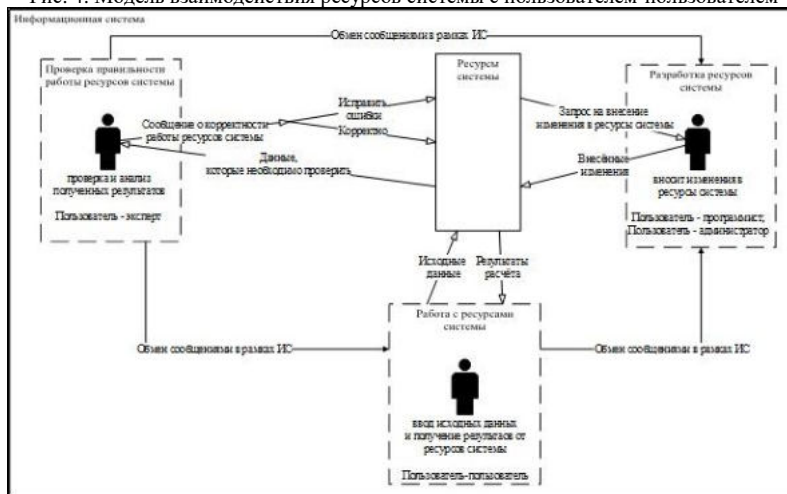 Рис. 4. Модель взаимодействия ресурсов системы с пользователем-пользователем
Информационная система
Обмен сообщениями в рамках ИС
Проверка правильности
работы ресурсов системы
Сообщение о корректности
работы ресурсов системы
Исправить
ошибки
Корректно
Данные,
которые необходимо проверить
проверка и анализ
полученных результатов
Пользователь - эксперт
Ресурсы
системы
Запрос на внесение
изменения в ресурсы системы
Внесённые
изменения
Разработка ресурсов
системы
вносит изменения в
ресурсы системы
Пользователь - программист,
Пользователь - администратор
Исходные
данные
Результаты
расчёта
Обмен сообщениями в рамках ИС
Работа с ресурсами
системы
ввод исходных данных
и получение результаов от
ресурсов системы
Пользователь-пользователь
Обмен сообщениями в рамках ИС